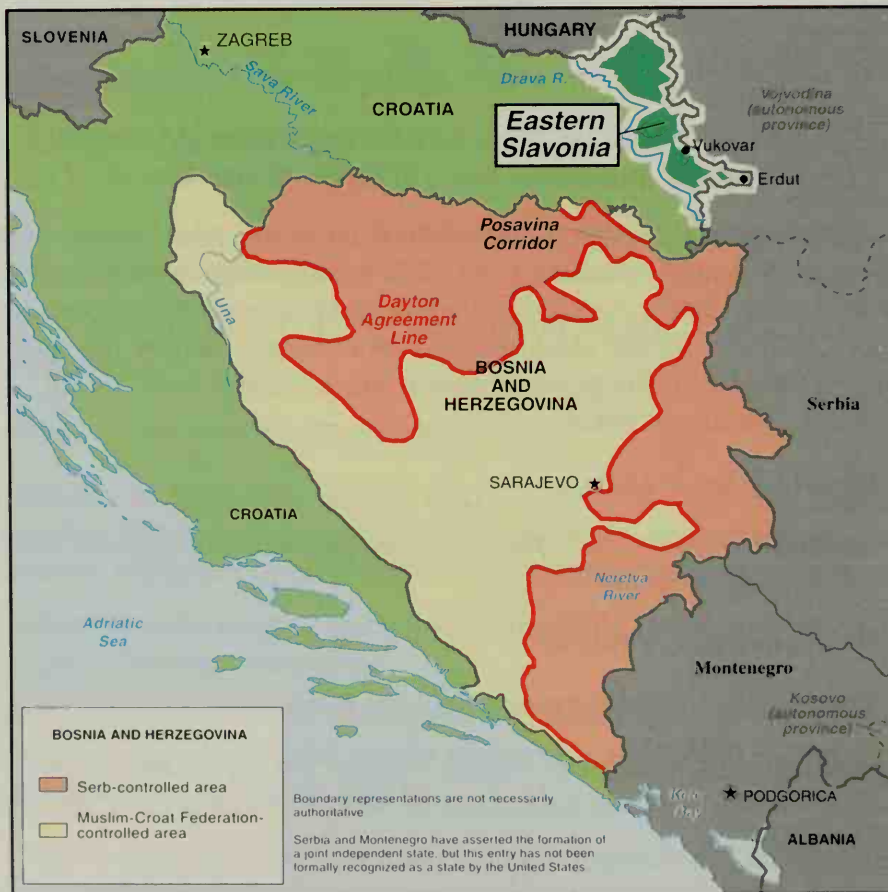 SLOVENIA
ZAGREB
HUNGARY
Sava River
Drava R.
CROATIA
Eastern
Slavonia
Vojvodina
(autonomous
province)
Vukovar
Erdut
Posavina
Corridor
Una
Dayton
Agreement
Line
BOSNIA
AND
HERZEGOVINA
Serbia
SARAJEVO
CROATIA
Neretva
River
Adriatic
Sea
Montenegro
Kosovo
(autonomous
province)
BOSNIA AND HERZEGOVINA
Serb-controlled area
Muslim-Croat Federation-
controlled area
Boundary representations are not necessarily
authoritative
Serbia and Montenegro have asserted the formation of
a joint independent state, but this entry has not been
formally recognized as a state by the United States.
Bay
PODGORICA
ALBANIA